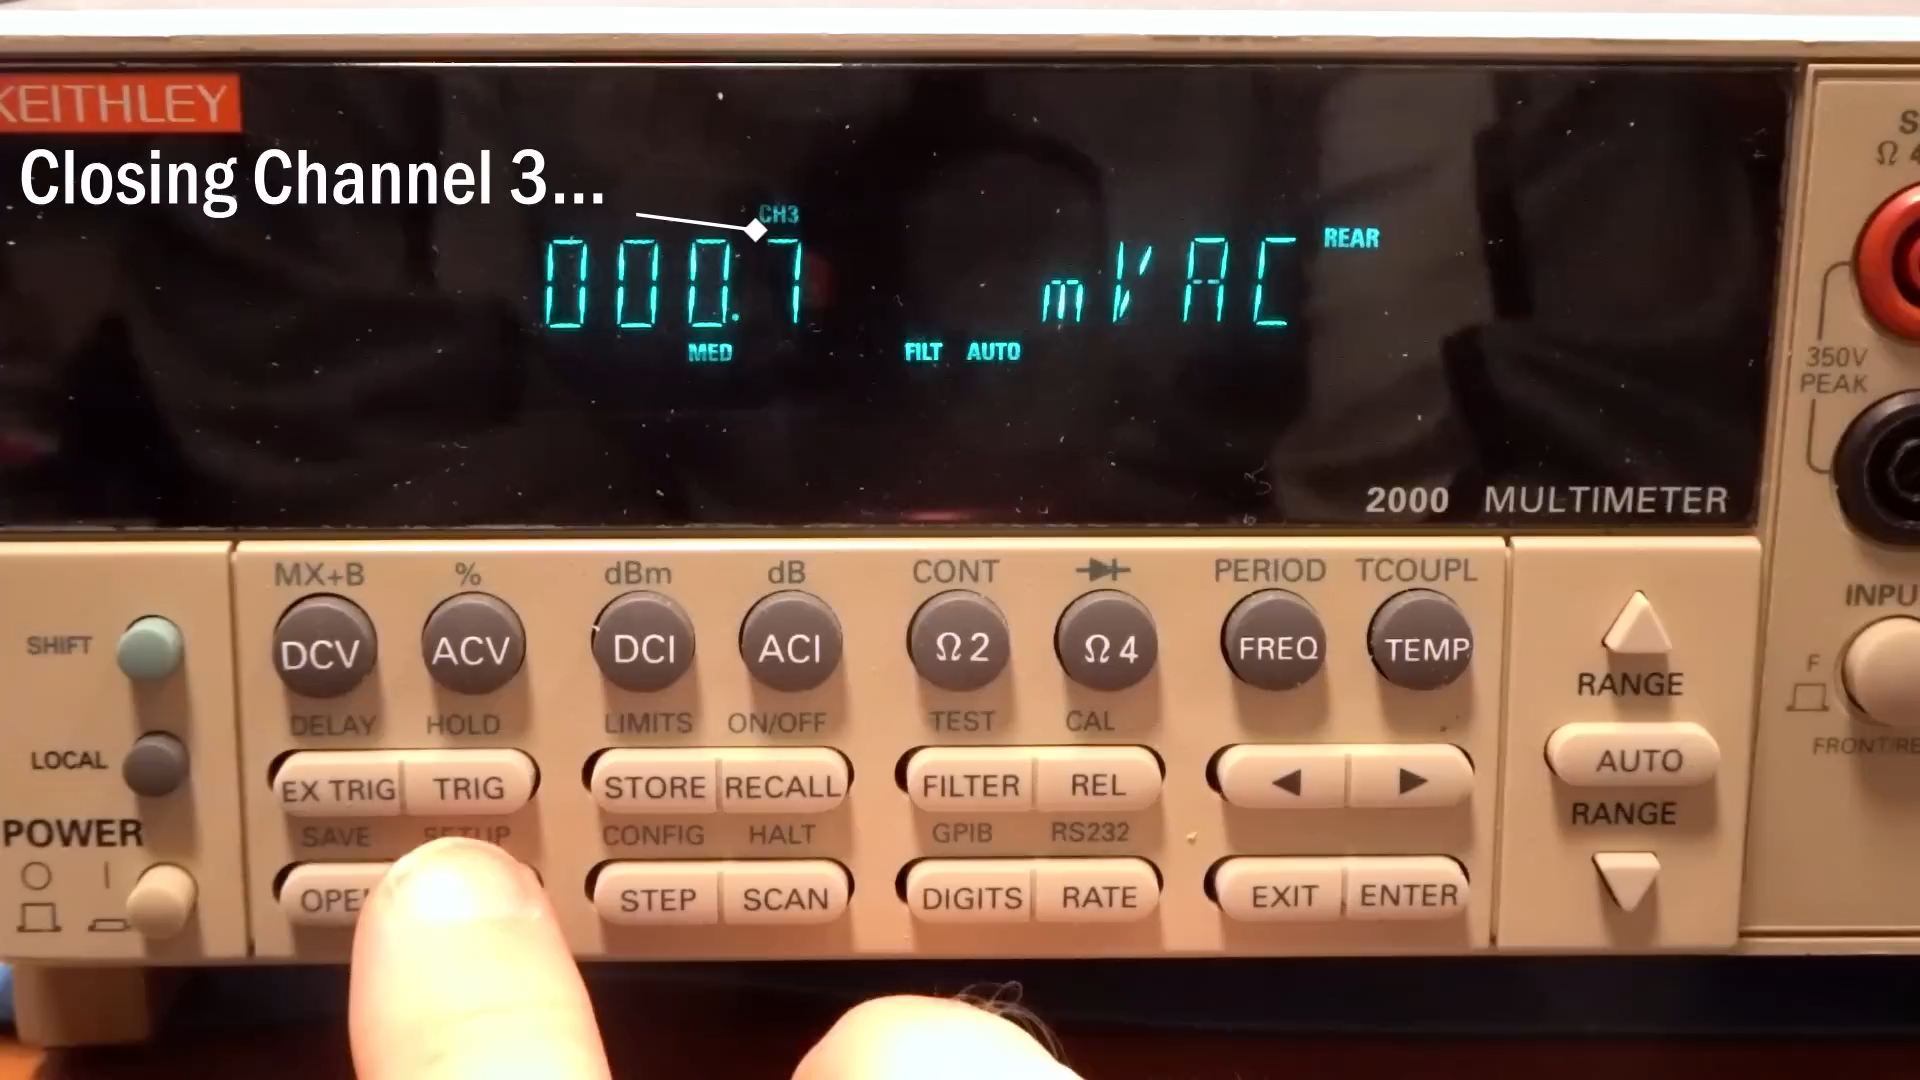 KEITHLEY
Closing Channel 3...
CH3
000.7 mVAC REAR
MED FILT AUTO
2000 MULTIMETER
350V
PEAK
MX+B % dBm dB CONT PERIOD TCOUPL
SHIFT DCV ACV DCI ACI Ω2 Ω4 FREQ TEMP
RANGE
DELAY HOLD LIMITS ON/OFF TEST CAL
LOCAL EX TRIG TRIG STORE RECALL FILTER REL ◀ ▶ AUTO
RANGE
POWER SAVE SETUP CONFIG HALT GPIB RS232
STEP SCAN DIGITS RATE EXIT ENTER
F